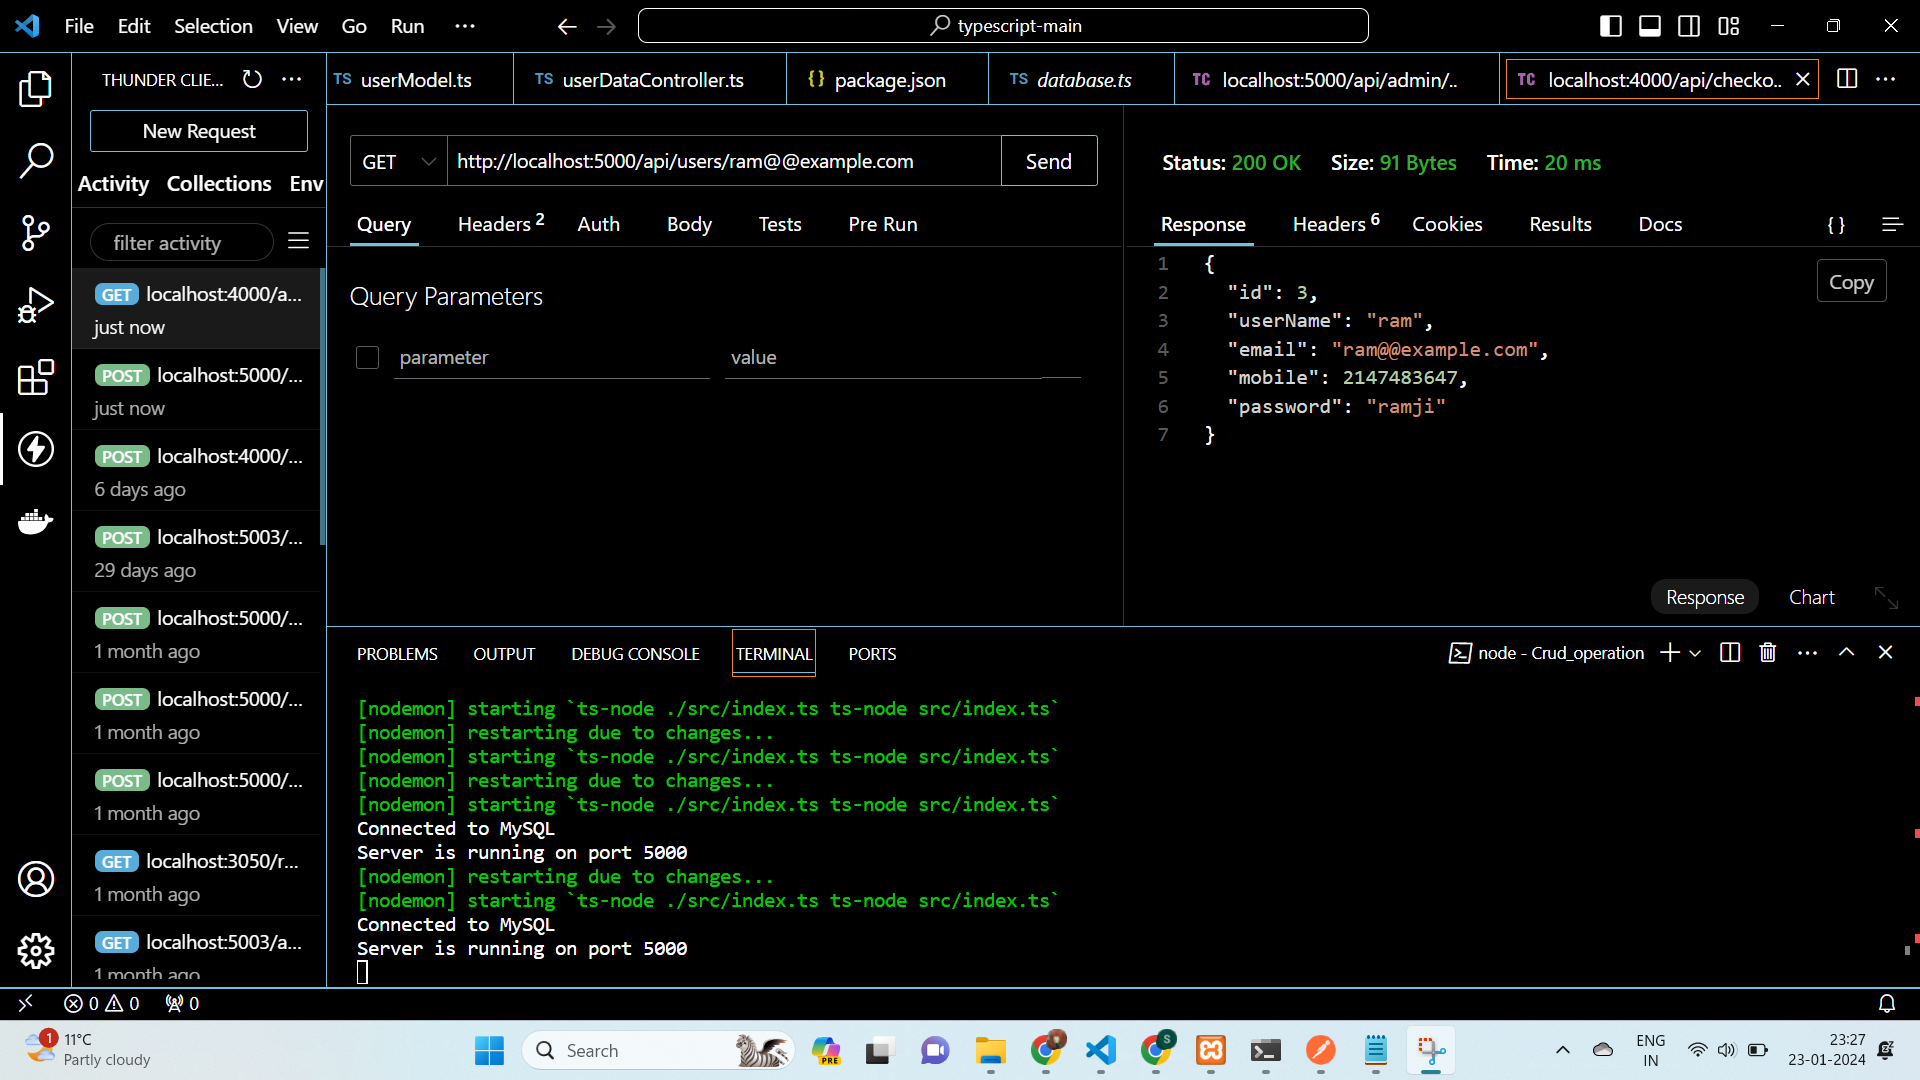 File Edit Selection View Go Run ...
typescript-main
THUNDER CLIE... ...
TS userModel.ts
TS userDataController.ts
{} package.json
TS database.ts
TC localhost:5000/api/admin/..
TC localhost:4000/api/checko..
New Request
Activity Collections Env
filter activity
GET localhost:4000/a...
just now
POST localhost:5000/...
just now
POST localhost:4000/...
6 days ago
POST localhost:5003/...
29 days ago
POST localhost:5000/...
1 month ago
POST localhost:5000/...
1 month ago
POST localhost:5000/...
1 month ago
GET localhost:3050/r...
1 month ago
GET localhost:5003/a...
1 month ago
GET http://localhost:5000/api/users/ram@@example.com Send
Query Headers 2 Auth Body Tests Pre Run
Query Parameters
parameter value
Status: 200 OK Size: 91 Bytes Time: 20 ms
Response Headers 6 Cookies Results Docs {}
1 {
2 "id": 3,
3 "userName": "ram",
4 "email": "ram@@example.com",
5 "mobile": 2147483647,
6 "password": "ramji"
7 }
Copy
Response Chart
PROBLEMS OUTPUT DEBUG CONSOLE TERMINAL PORTS
node - Crud_operation
[nodemon] starting `ts-node ./src/index.ts ts-node src/index.ts`
[nodemon] restarting due to changes...
[nodemon] starting `ts-node ./src/index.ts ts-node src/index.ts`
[nodemon] restarting due to changes...
[nodemon] starting `ts-node ./src/index.ts ts-node src/index.ts`
Connected to MySQL
Server is running on port 5000
[nodemon] restarting due to changes...
[nodemon] starting `ts-node ./src/index.ts ts-node src/index.ts`
Connected to MySQL
Server is running on port 5000
0 0 0
1
11°C
Partly cloudy
Search
PRE
S
ENG
IN
23:27
23-01-2024